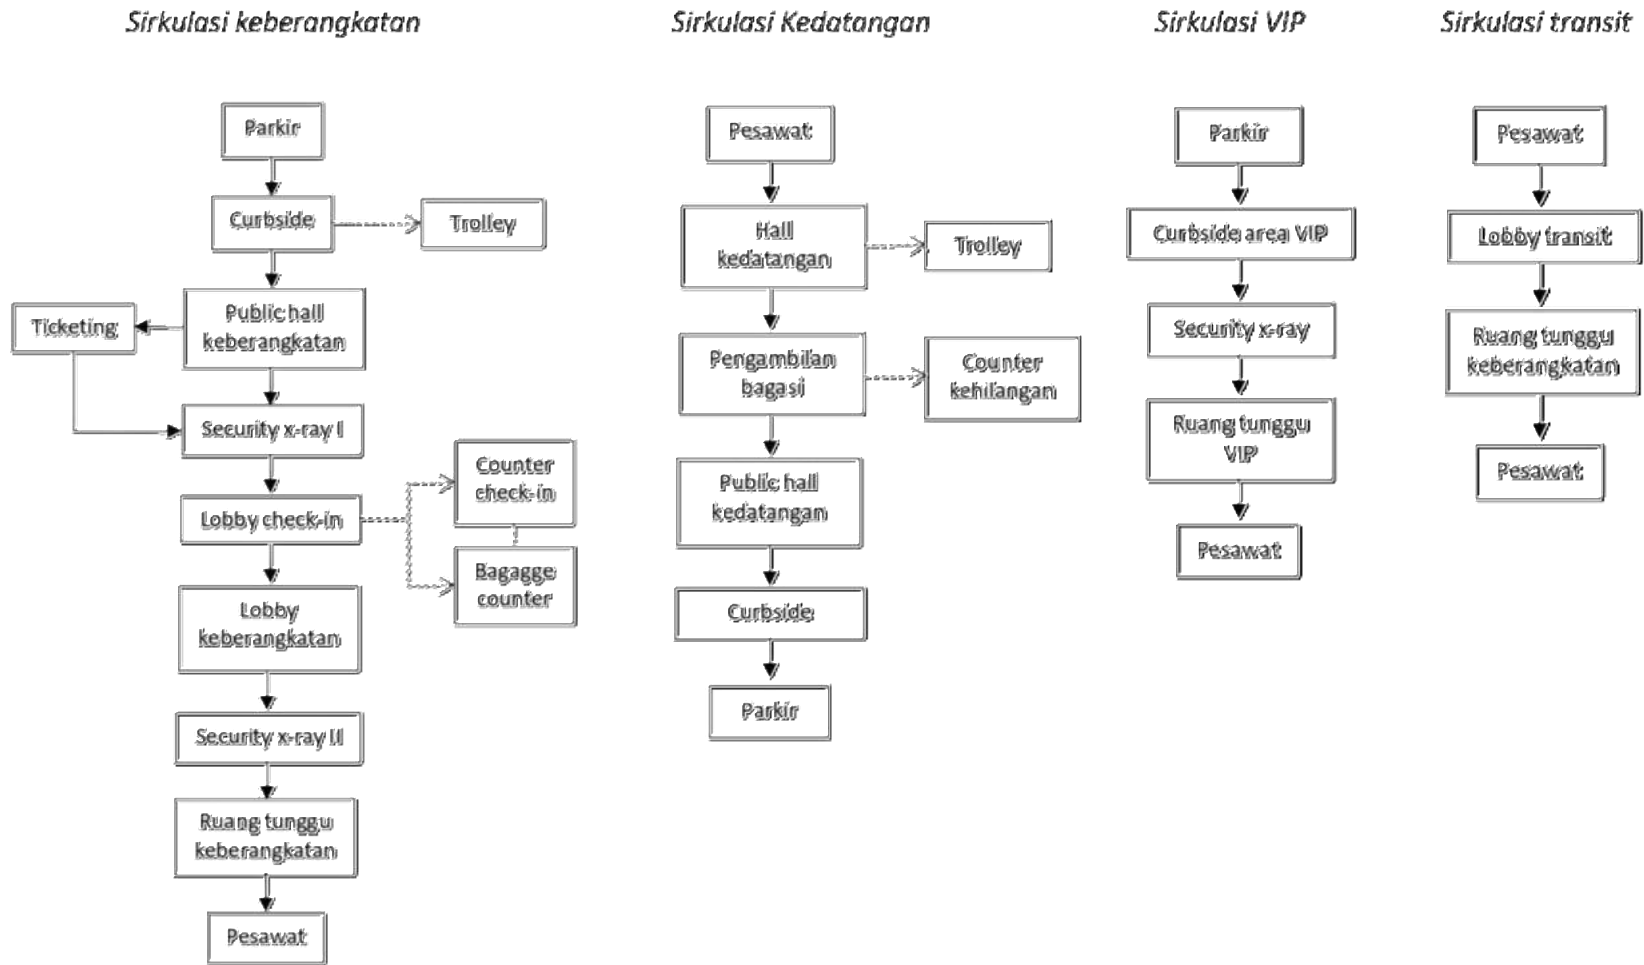 Sirkulasi keberangkatan
Parkir
Curbside
Trolley
Public hall
keberangkatan
Ticketing
Security x-ray I
Lobby check-in
Counter
check-in
Bagagge
counter
Lobby
keberangkatan
Security x-ray II
Ruang tunggu
keberangkatan
Pesawat
Sirkulasi Kedatangan
Pesawat
Hall
kedatangan
Trolley
Pengambilan
bagasi
Counter
kehilangan
Public hall
kedatangan
Curbside
Parkir
Sirkulasi VIP
Parkir
Curbside area VIP
Security x-ray
Ruang tunggu
VIP
Pesawat
Sirkulasi transit
Pesawat
Lobby transit
Ruang tunggu
keberangkatan
Pesawat